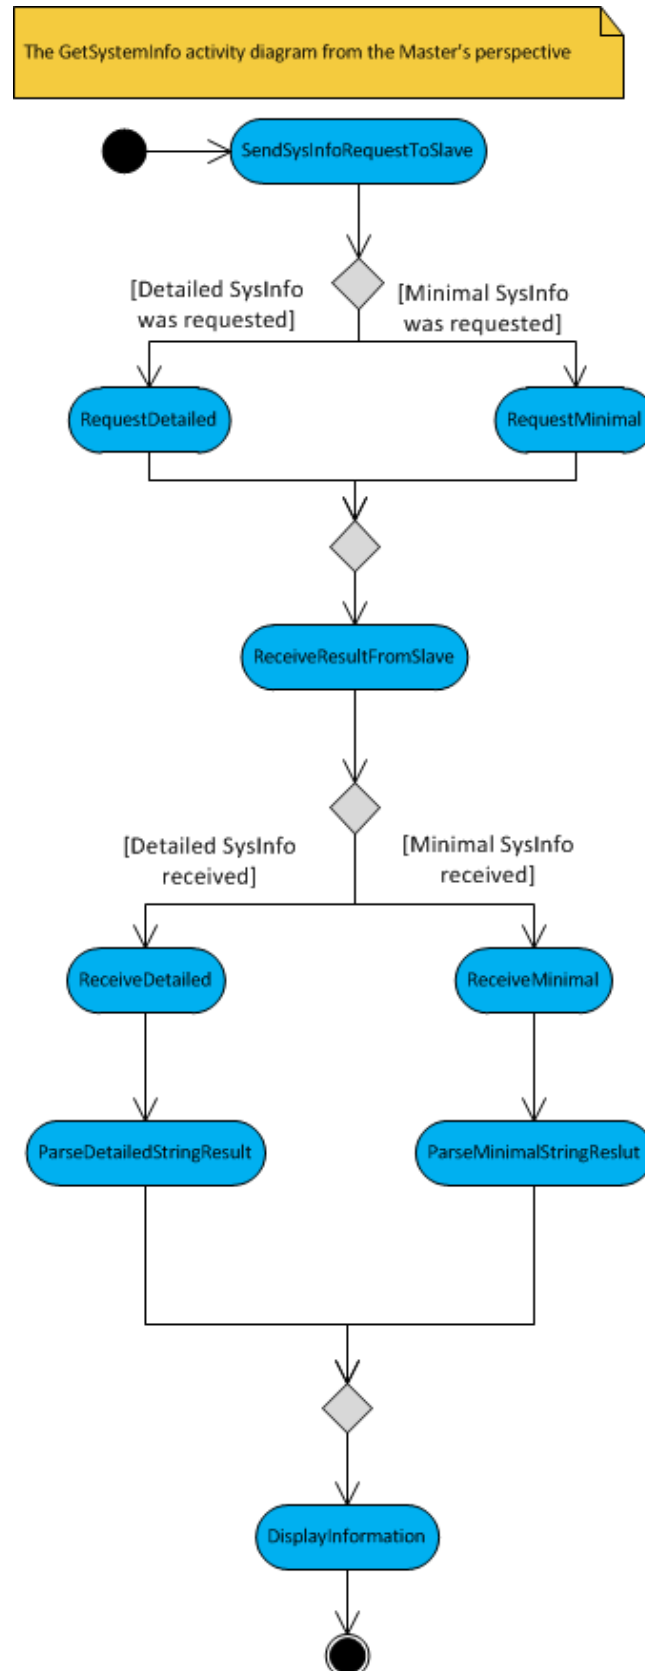 The GetSystemInfo activity diagram from the Master's perspective
SendSysInfoRequestToSlave
[Detailed SysInfo
was requested]
[Minimal SysInfo
was requested]
RequestDetailed
RequestMinimal
ReceiveResultFromSlave
[Detailed SysInfo
received]
[Minimal SysInfo
received]
ReceiveDetailed
ReceiveMinimal
ParseDetailedStringResult
ParseMinimalStringReslut
DisplayInformation